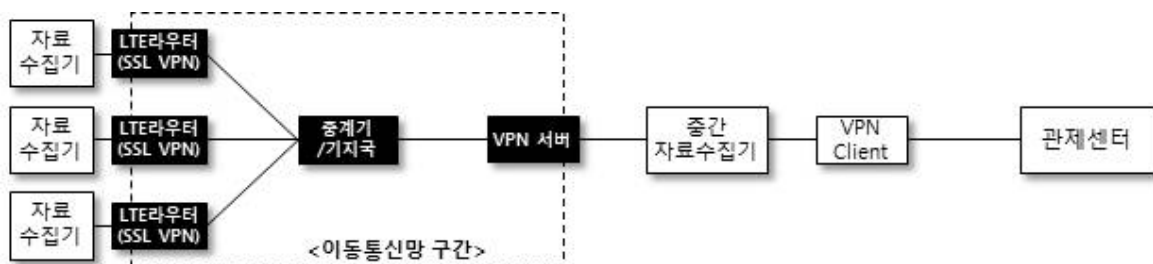 자료
수집기
LTE라우터
(SSL VPN)
자료
수집기
LTE라우터
(SSL VPN)
중계기
/기지국
VPN 서버
중간
자료수집기
VPN
Client
관제센터
자료
수집기
LTE라우터
(SSL VPN)
<이동통신망 구간>